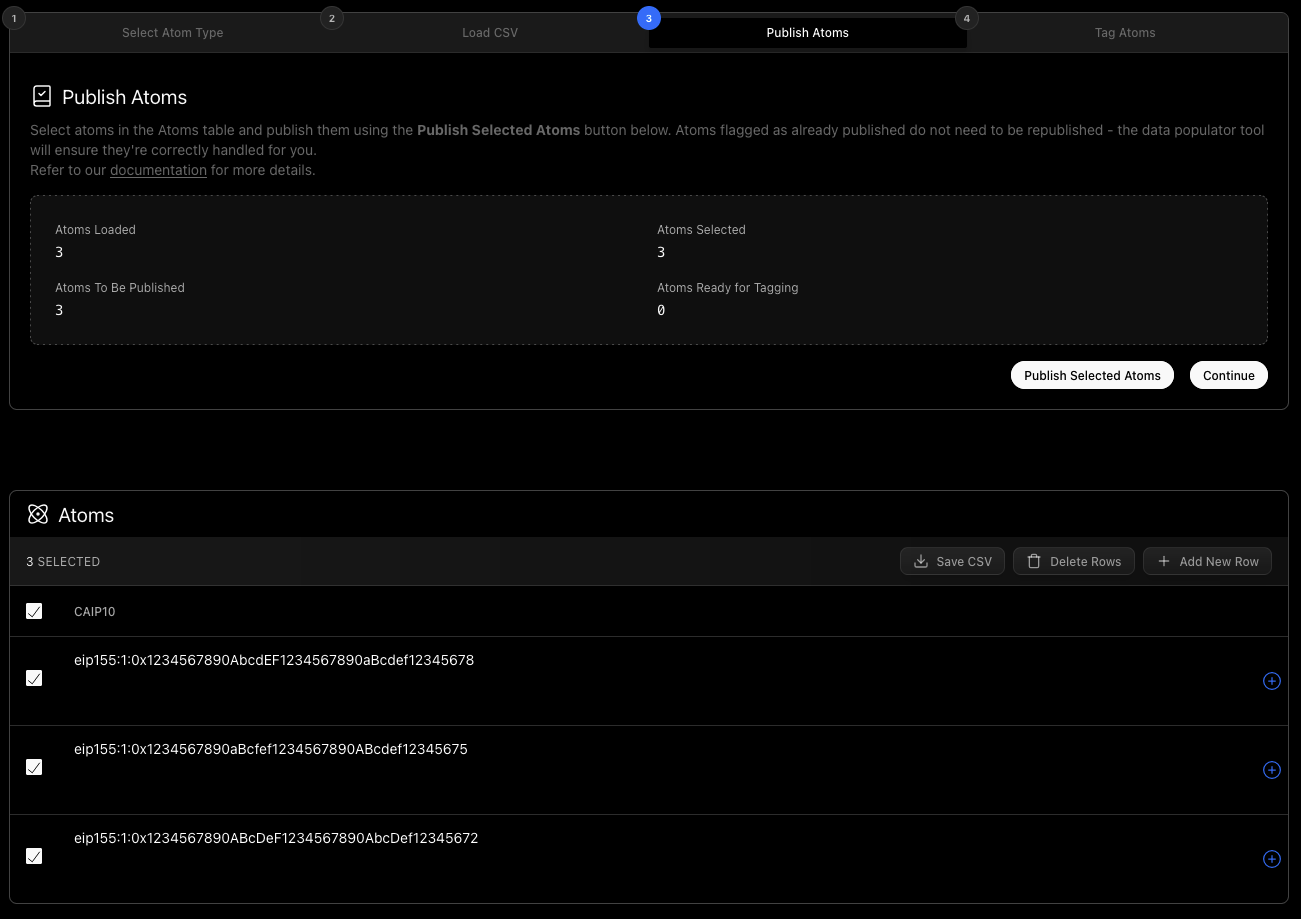 1
2
3
4
Select Atom Type
Load CSV
Publish Atoms
Tag Atoms
Publish Atoms
Select atoms in the Atoms table and publish them using the Publish Selected Atoms button below. Atoms flagged as already published do not need to be republished - the data populator tool
will ensure they're correctly handled for you.
Refer to our documentation for more details.
Atoms Loaded
3
Atoms Selected
3
Atoms To Be Published
3
Atoms Ready for Tagging
0
Publish Selected Atoms
Continue
Atoms
3 SELECTED
Save CSV
Delete Rows
Add New Row
CAIP10
eip155:1:0x1234567890AbcdEF1234567890aBcdef12345678
eip155:1:0x1234567890aBcfef1234567890ABcdef12345675
eip155:1:0x1234567890ABcDeF1234567890AbcDef12345672